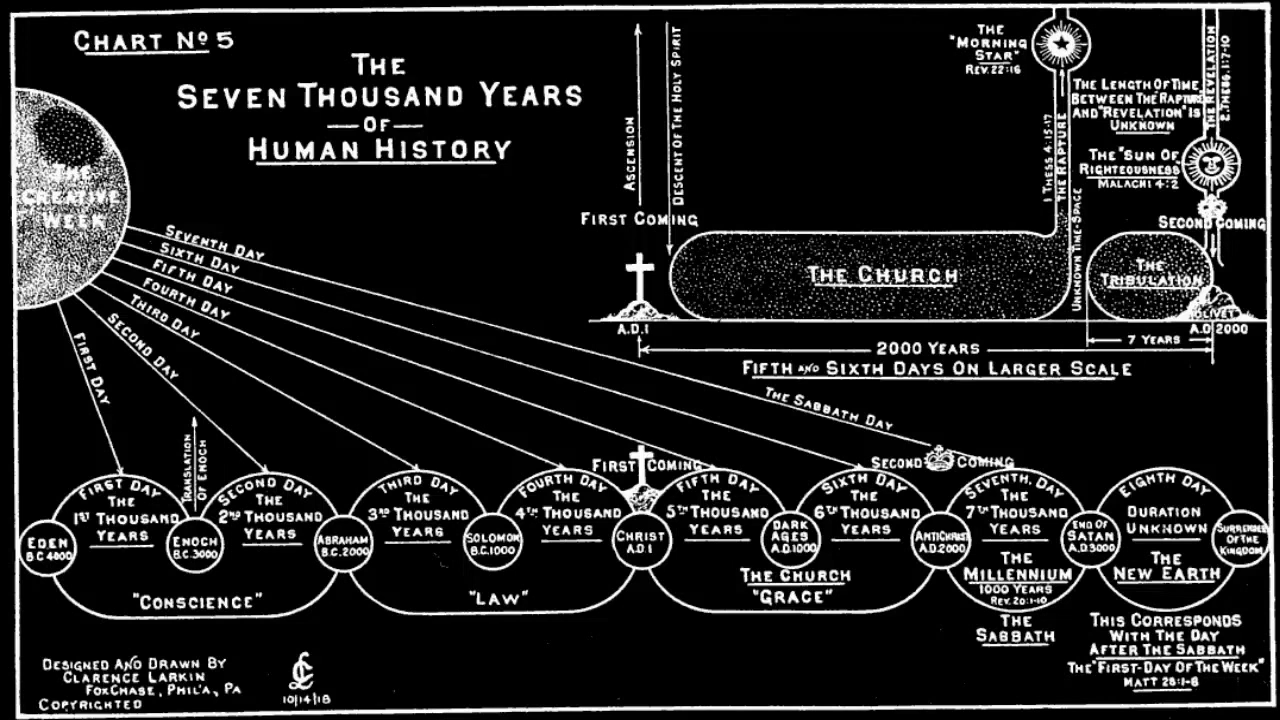 CHART Nº 5
THE
SEVEN THOUSAND YEARS
—OF—
HUMAN HISTORY
THE
CREATIVE
WEEK
SEVENTH DAY
SIXTH DAY
FIFTH DAY
FOURTH DAY
THIRD DAY
SECOND DAY
FIRST DAY
THE SABBATH DAY
ASCENSION
DESCENT OF THE HOLY SPIRIT
FIRST COMING
THE
"MORNING
STAR"
REV. 22:16
1 THESS 4:15-17
THE RAPTURE
UNKNOWN TIME-SPACE
THE LENGTH OF TIME
BETWEEN THE RAPTURE
AND "REVELATION" IS
UNKNOWN
THE REVELATION
2. THESS. 1:7-10
THE "SUN OF
RIGHTEOUSNESS"
MALACHI 4:2
SECOND COMING
THE CHURCH
THE
TRIBULATION
OLIVET
A.D.1
A.D.2000
7 YEARS
2000 YEARS
FIFTH AND SIXTH DAYS ON LARGER SCALE
TRANSLATION
OF ENOCH
FIRST COMING
SECOND COMING
EDEN
B.C.4000
FIRST DAY
THE
1ST THOUSAND
YEARS
ENOCH
B.C.3000
SECOND DAY
THE
2ND THOUSAND
YEARS
"CONSCIENCE"
ABRAHAM
B.C.2000
THIRD DAY
THE
3RD THOUSAND
YEARS
SOLOMON
B.C.1000
FOURTH DAY
THE
4TH THOUSAND
YEARS
"LAW"
CHRIST
A.D.1
FIFTH DAY
THE
5TH THOUSAND
YEARS
DARK
AGES
A.D.1000
SIXTH DAY
THE
6TH THOUSAND
YEARS
THE CHURCH
"GRACE"
ANTICHRIST
A.D.2000
SEVENTH DAY
THE
7TH THOUSAND
YEARS
THE
MILLENNIUM
1000 YEARS
REV. 20:1-10
THE
SABBATH
END OF
SATAN
A.D.3000
EIGHTH DAY
DURATION
UNKNOWN
THE
NEW EARTH
SURRENDER
OF THE
KINGDOM
THIS CORRESPONDS
WITH THE DAY
AFTER THE SABBATH
THE "FIRST-DAY OF THE WEEK"
MATT 28:1-8
DESIGNED AND DRAWN BY
CLARENCE LARKIN
FOXCHASE, PHIL'A., PA
COPYRIGHTED
10/14/18